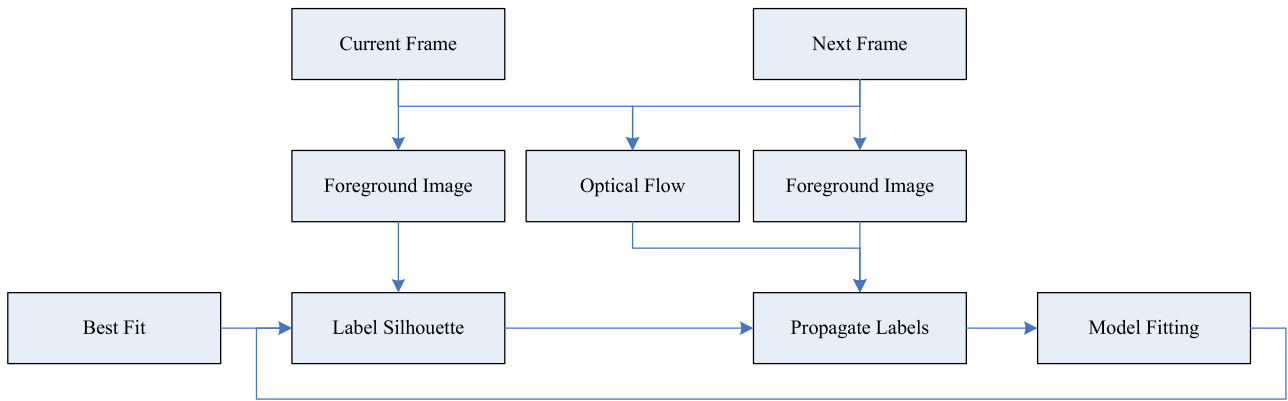 Current Frame
Next Frame
Foreground Image
Optical Flow
Foreground Image
Best Fit
Label Silhouette
Propagate Labels
Model Fitting